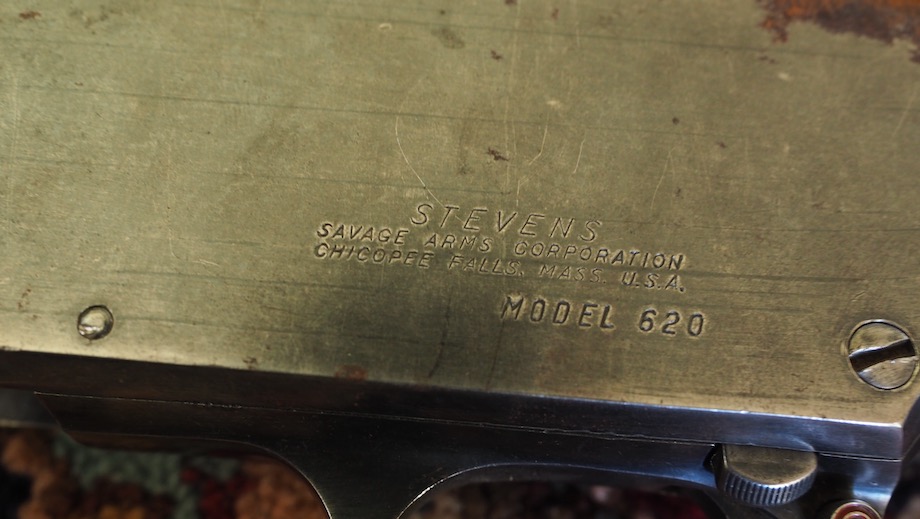 STEVENS
SAVAGE ARMS CORPORATION
CHICOPEE FALLS, MASS. U.S.A.
MODEL 620